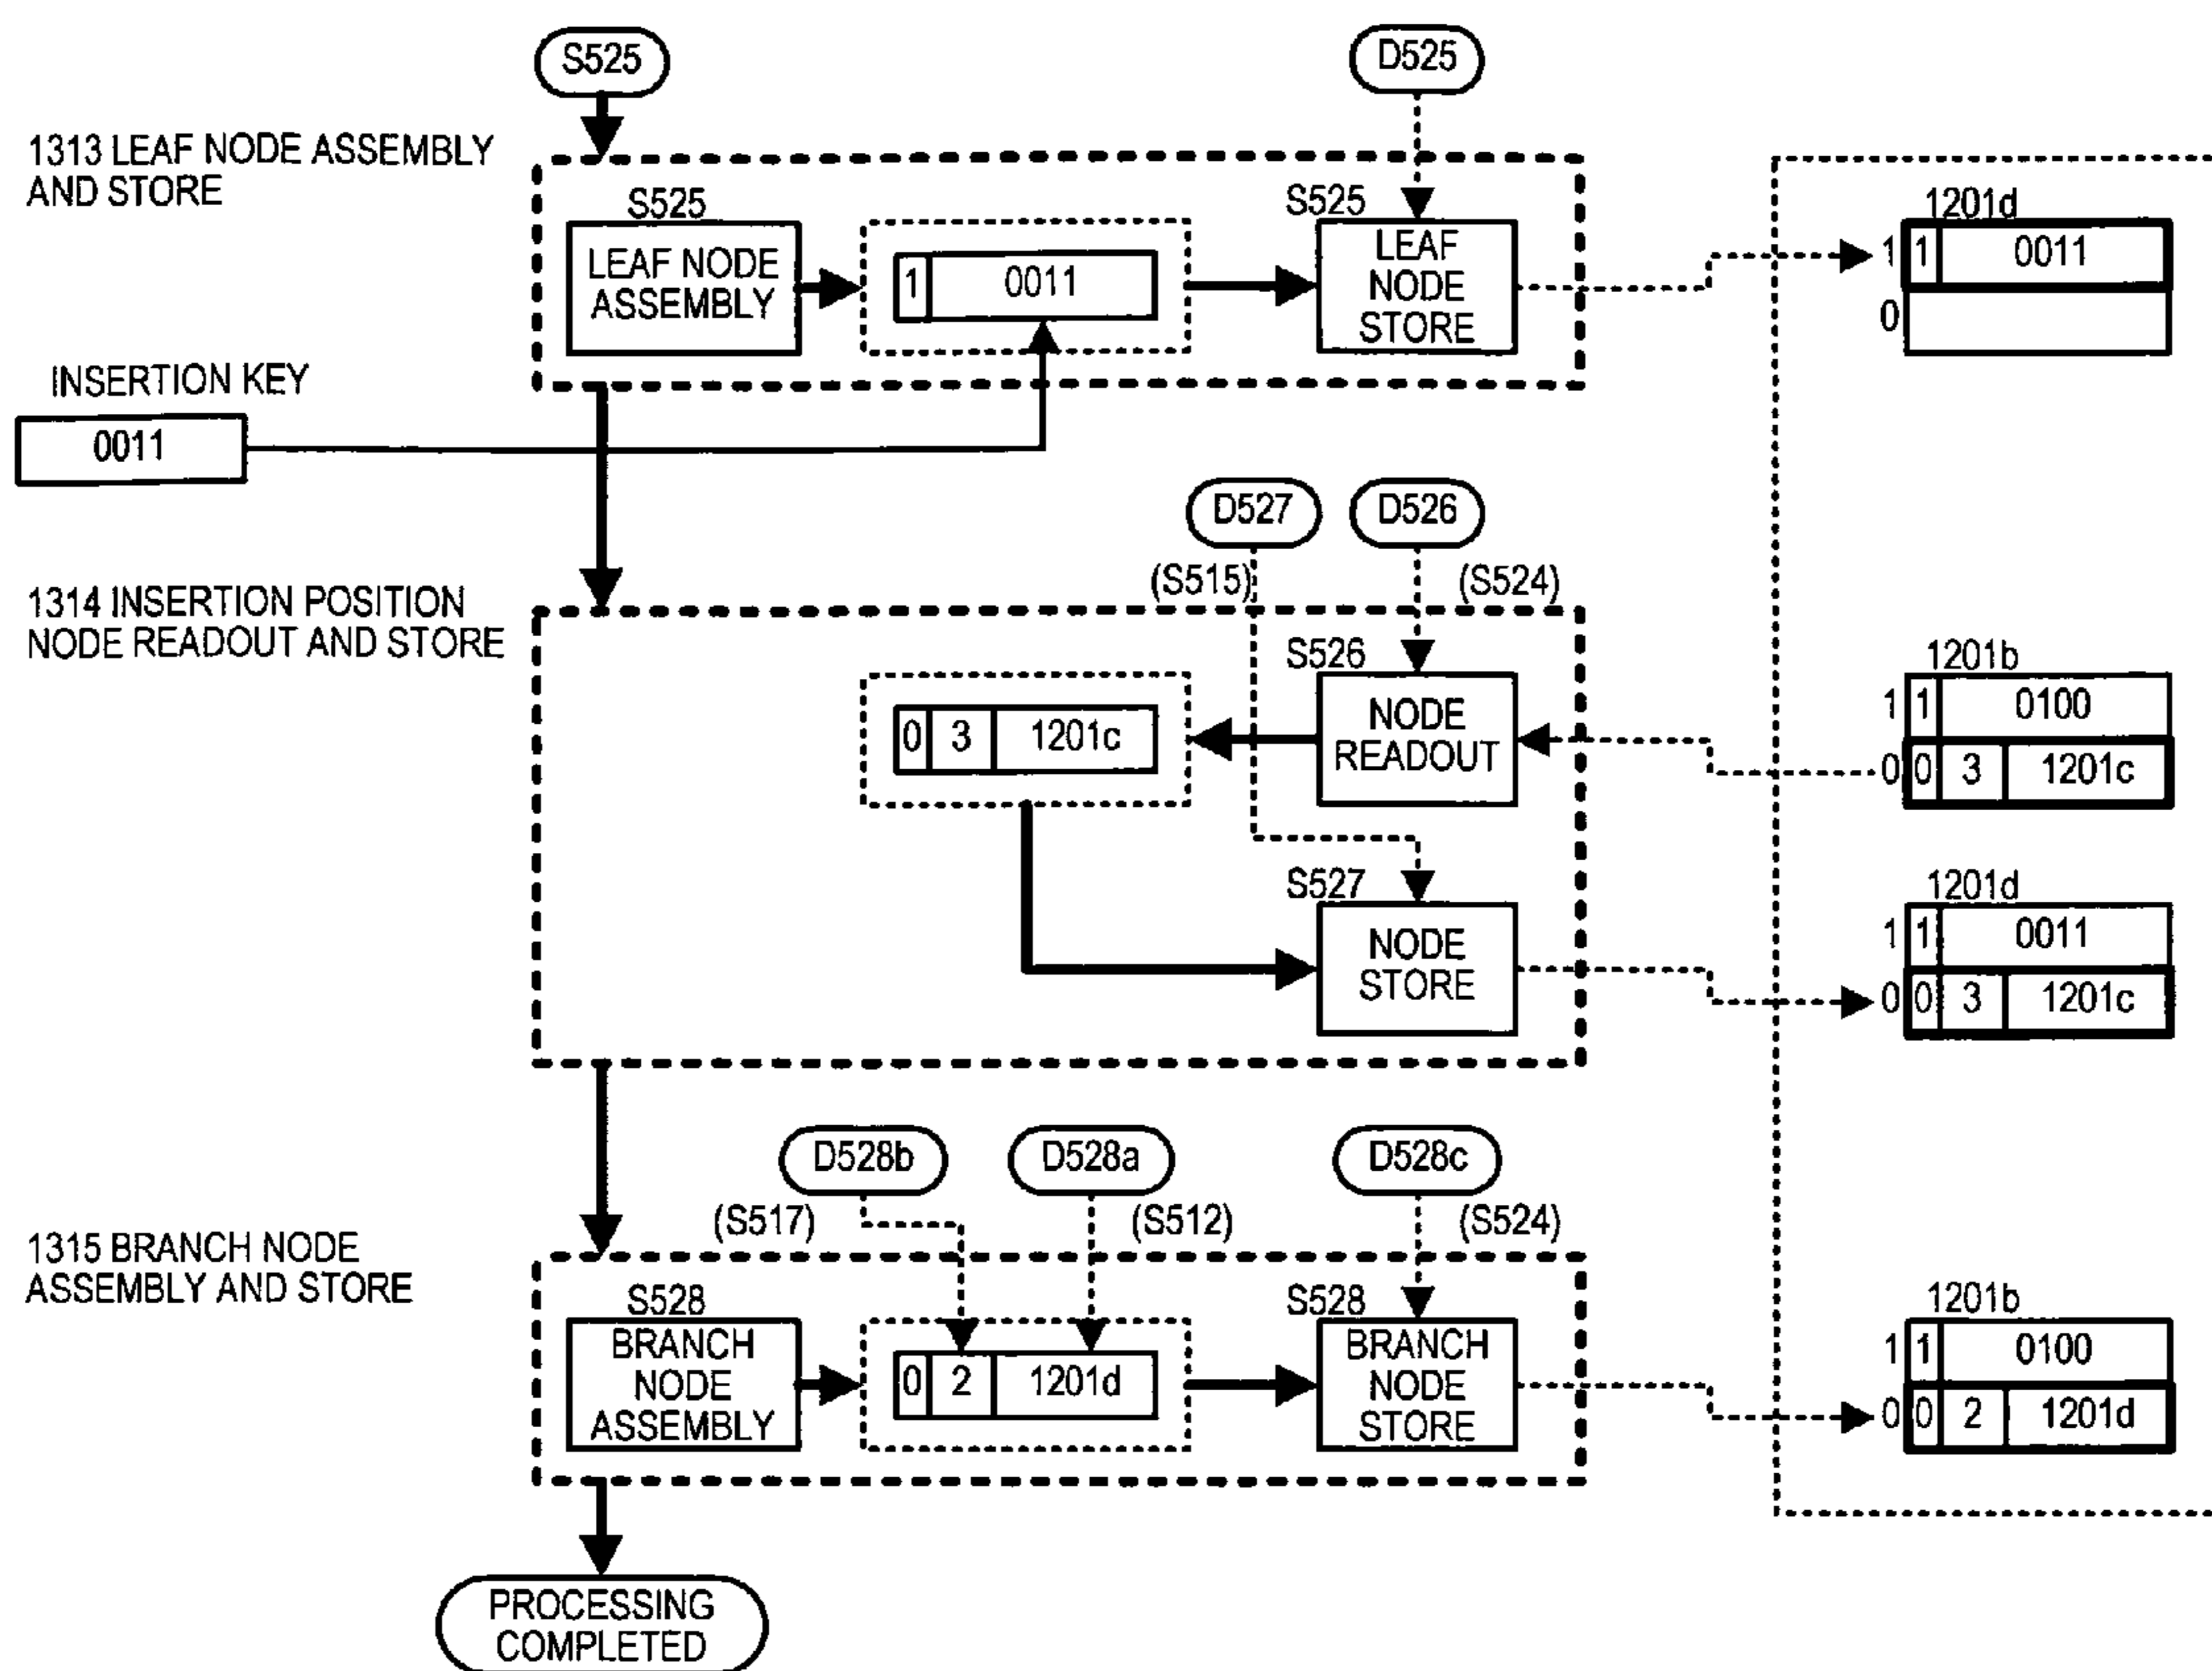 S525
D525
1313 LEAF NODE ASSEMBLY
AND STORE
S525
LEAF NODE
ASSEMBLY
1 0011
S525
LEAF
NODE
STORE
1201d
1 1 0011
0
INSERTION KEY
0011
D527
D526
(S515)
(S524)
1314 INSERTION POSITION
NODE READOUT AND STORE
0 3 1201c
S526
NODE
READOUT
1201b
1 1 0100
0 0 3 1201c
S527
NODE
STORE
1201d
1 1 0011
0 0 3 1201c
D528b
D528a
D528c
(S517)
(S512)
(S524)
1315 BRANCH NODE
ASSEMBLY AND STORE
S528
BRANCH
NODE
ASSEMBLY
0 2 1201d
S528
BRANCH
NODE
STORE
1201b
1 1 0100
0 0 2 1201d
PROCESSING
COMPLETED